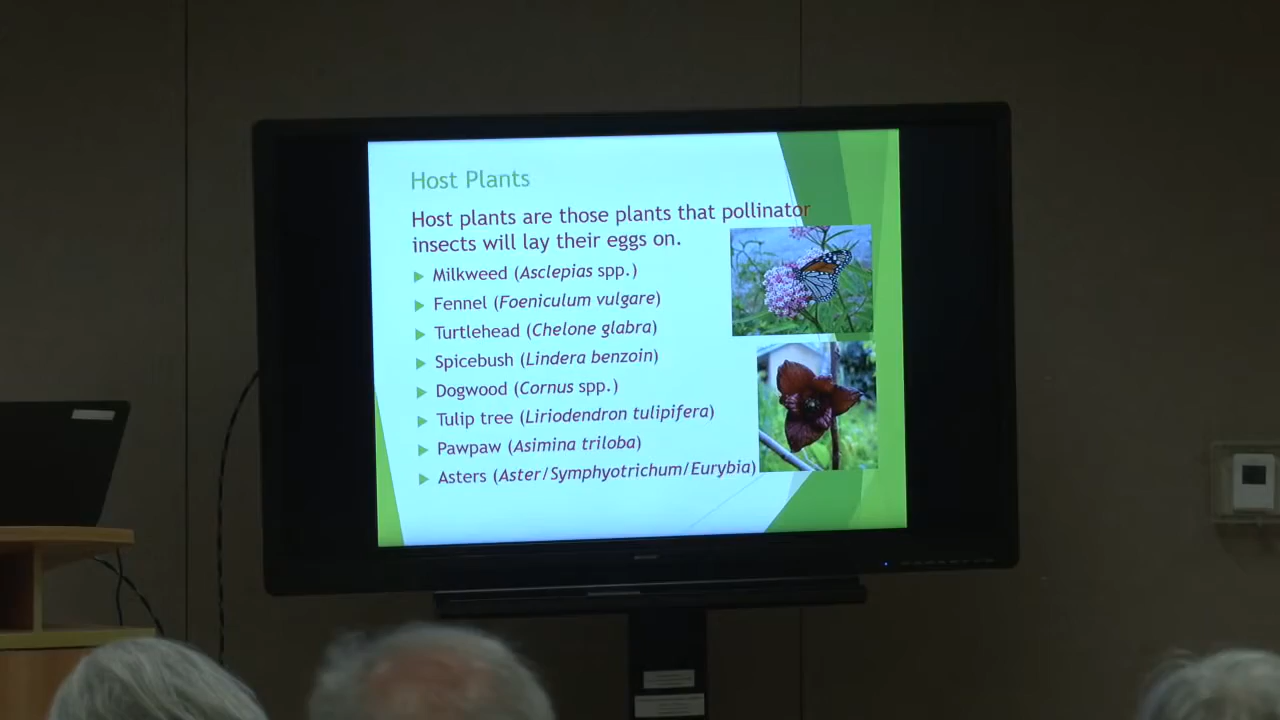 Host Plants
Host plants are those plants that pollinator
insects will lay their eggs on.
Milkweed (Asclepias spp.)
Fennel (Foeniculum vulgare)
Turtlehead (Chelone glabra)
Spicebush (Lindera benzoin)
Dogwood (Cornus spp.)
Tulip tree (Liriodendron tulipifera)
Pawpaw (Asimina triloba)
Asters (Aster/Symphyotrichum/Eurybia)